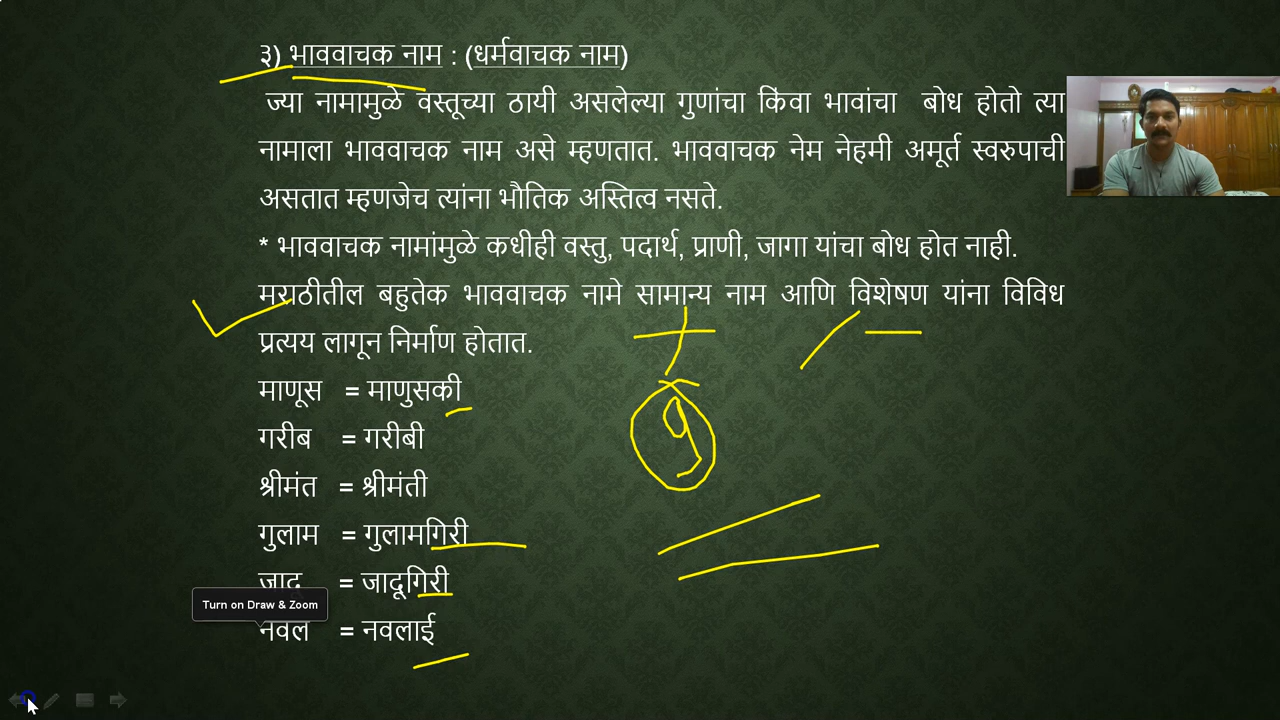 ३) भाववाचक नाम : (धर्मवाचक नाम)
ज्या नामामुळे वस्तूच्या ठायी असलेल्या गुणांचा किंवा भावांचा बोध होतो त्या
नामाला भाववाचक नाम असे म्हणतात. भाववाचक नेम नेहमी अमूर्त स्वरुपाची
असतात म्हणजेच त्यांना भौतिक अस्तित्व नसते.
* भाववाचक नामांमुळे कधीही वस्तु, पदार्थ, प्राणी, जागा यांचा बोध होत नाही.
मराठीतील बहुतेक भाववाचक नामे सामान्य नाम आणि विशेषण यांना विविध
प्रत्यय लागून निर्माण होतात.
माणूस = माणुसकी
गरीब = गरीबी
श्रीमंत = श्रीमंती
गुलाम = गुलामगिरी
जादू = जादूगिरी
Turn on Draw & Zoom
नवल = नवलाई